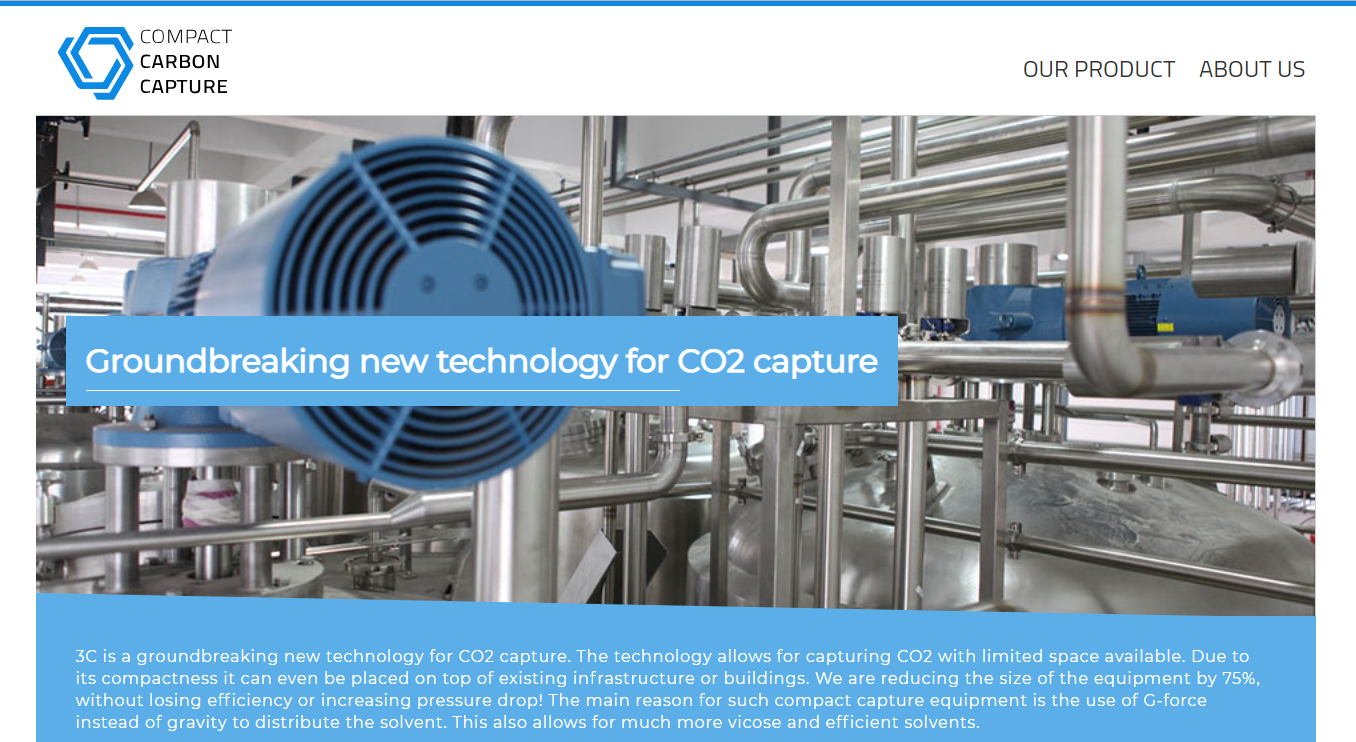 COMPACT
CARBON
CAPTURE
OUR PRODUCT ABOUT US
Groundbreaking new technology for CO2 capture
3C is a groundbreaking new technology for CO2 capture. The technology allows for capturing CO2 with limited space available. Due to
its compactness it can even be placed on top of existing infrastructure or buildings. We are reducing the size of the equipment by 75%,
without losing efficiency or increasing pressure drop! The main reason for such compact capture equipment is the use of G-force
instead of gravity to distribute the solvent. This also allows for much more vicose and efficient solvents.